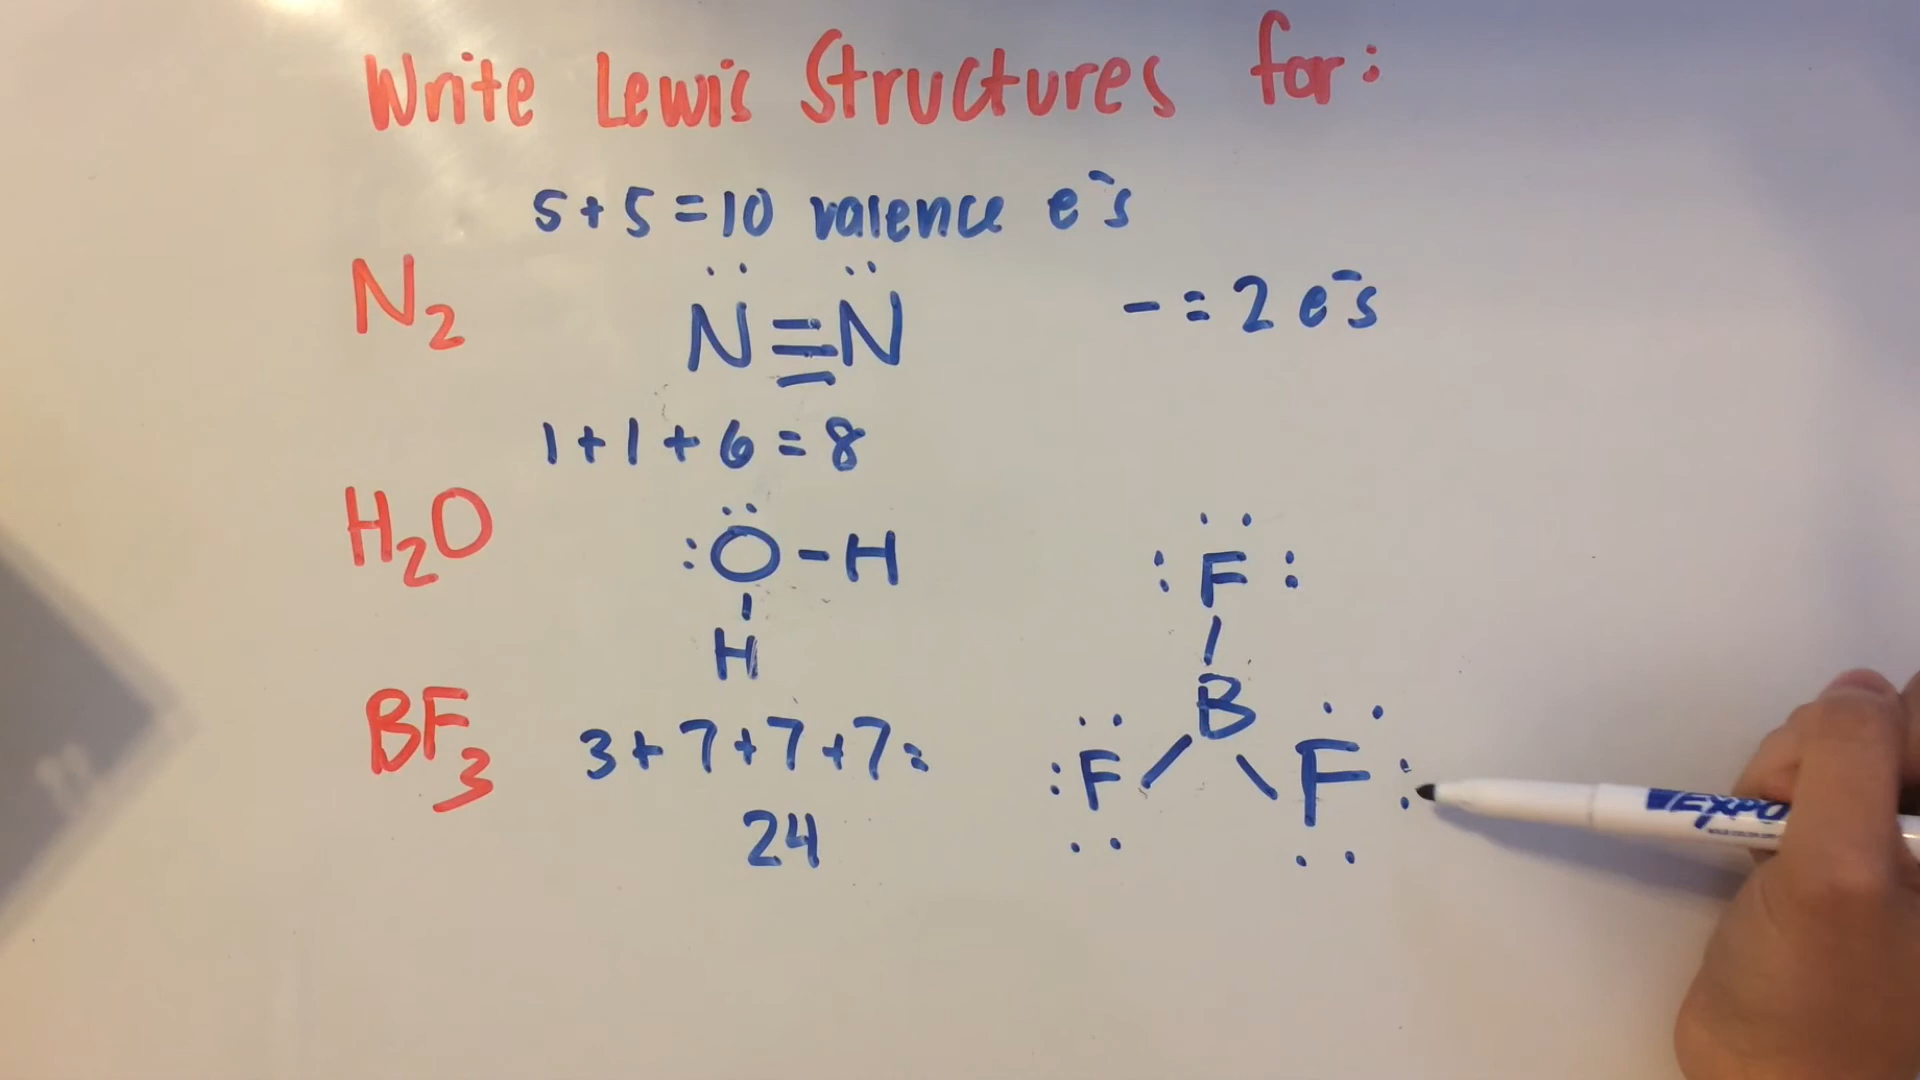 Write Lewis Structures for:
5+5=10 valence e⁻s
N₂
N̈≡N̈
– = 2 e⁻s
1+1+6=8
H₂O
:Ö–H
H
BF₃
3+7+7+7=
24
:F̈:
B
:F̈ F̈:
EXPO